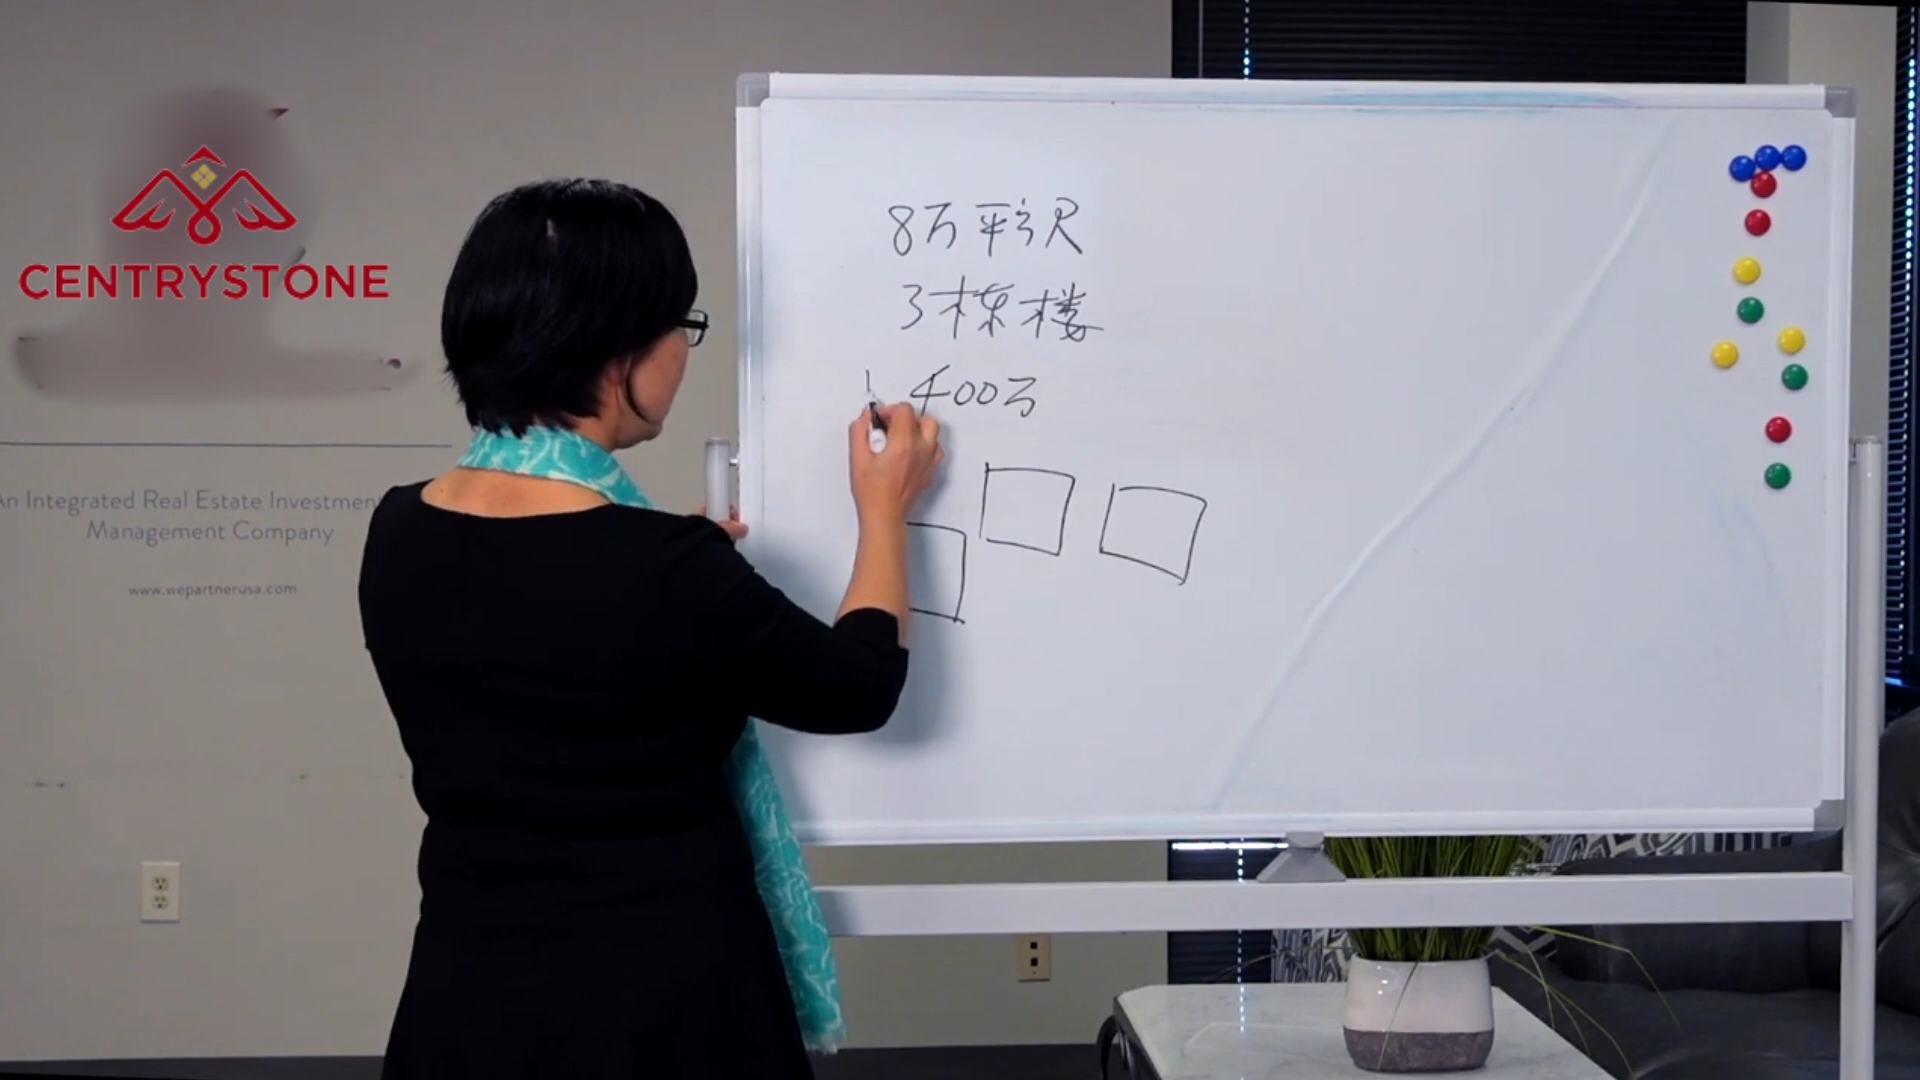 CENTRYSTONE
An Integrated Real Estate Investment
Management Company
www.wepartnerusa.com
8万平方尺
3栋楼
400万